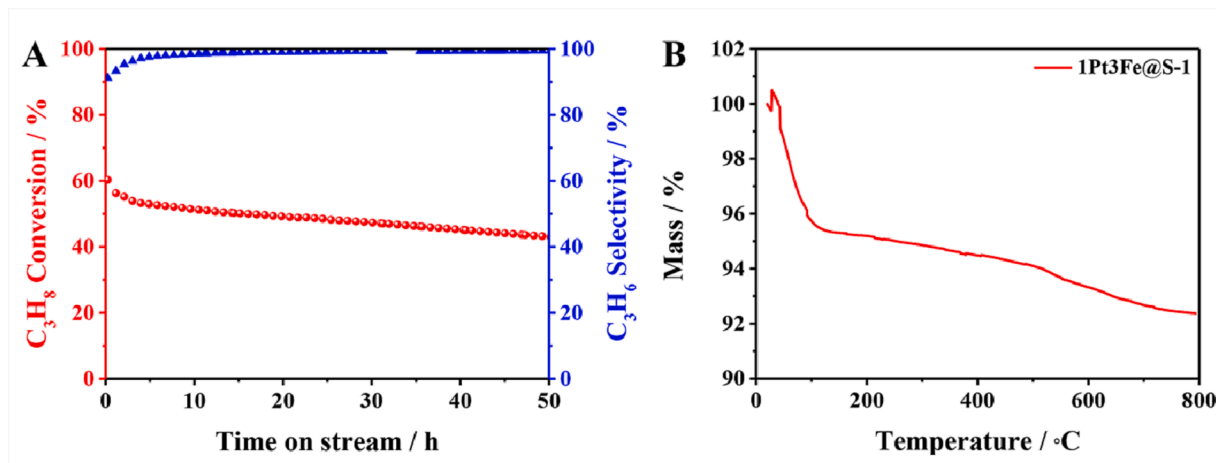 A
C₃H₈ Conversion / %
100
80
60
40
20
0
C₃H₆ Selectivity / %
100
80
60
40
20
0
0 10 20 30 40 50
Time on stream / h
B
1Pt3Fe@S-1
Mass / %
102
100
98
96
94
92
90
0 200 400 600 800
Temperature / °C